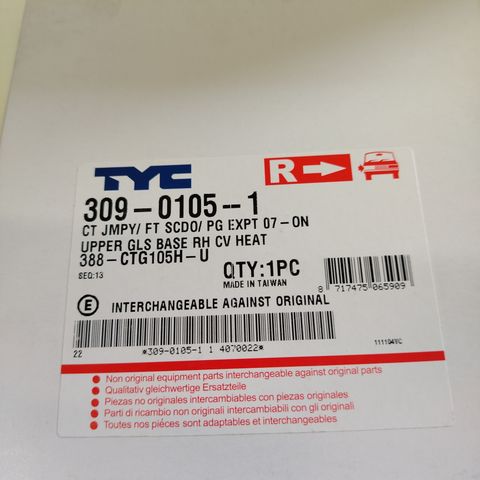 TYC
R
309-0105--1
CT JMPY/ FT SCDO/ PG EXPT 07-ON
UPPER GLS BASE RH CV HEAT
388-CTG105H-U
SEQ:13
QTY:1PC
MADE IN TAIWAN
8 717475 065909
E INTERCHANGEABLE AGAINST ORIGINAL
22
*309-0105-1 1 4070022*
111104YC
Non original equipment parts interchangeable against original parts
Qualitativ gleichwertige Ersatzteile
Piezas no originales intercambiables con piezas originales
Parti di ricambio non originali intercambiabili con gli originali
Toutes nos piéces sont adaptables et interchangeables